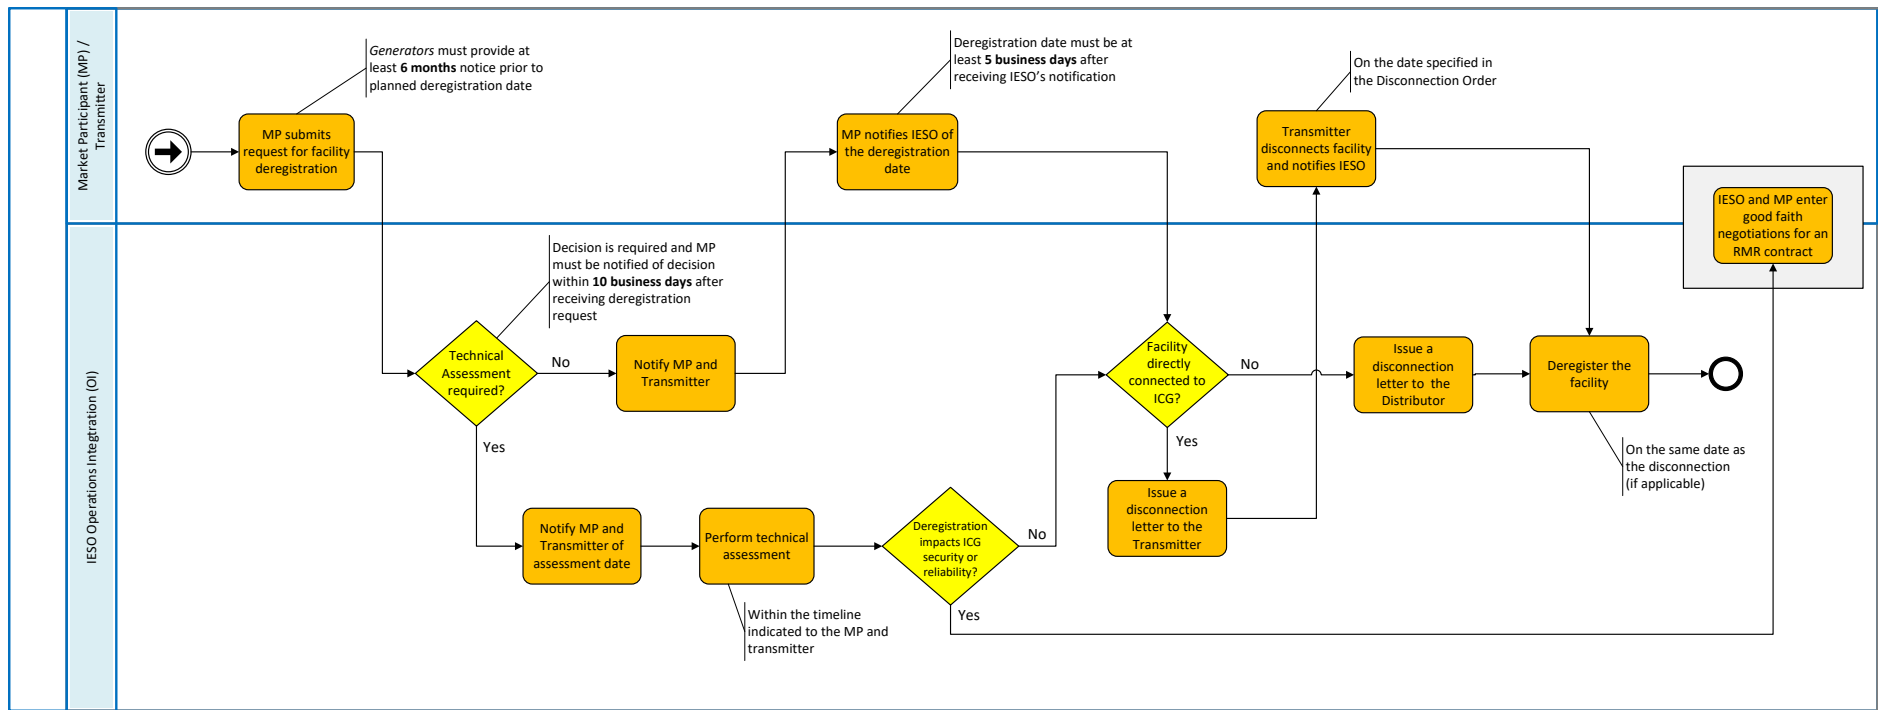 Market Participant (MP) /
Transmitter
Generators must provide at
least 6 months notice prior to
planned deregistration date
MP submits
request for facility
deregistration
Deregistration date must be at
least 5 business days after
receiving IESO's notification
MP notifies IESO of
the deregistration
date
On the date specified in
the Disconnection Order
Transmitter
disconnects facility
and notifies IESO
IESO and MP enter
good faith
negotiations for an
RMR contract
IESO Operations Integtration (OI)
Decision is required and MP
must be notified of decision
within 10 business days after
receiving deregistration
request
Technical
Assessment
required?
No
Notify MP and
Transmitter
Yes
Notify MP and
Transmitter of
assessment date
Perform technical
assessment
Within the timeline
indicated to the MP and
transmitter
Deregistration
impacts ICG
security or
reliability?
No
Yes
Facility
directly
connected to
ICG?
No
Yes
Issue a
disconnection
letter to the
Transmitter
Issue a
disconnection
letter to the
Distributor
Deregister the
facility
On the same date as
the disconnection
(if applicable)